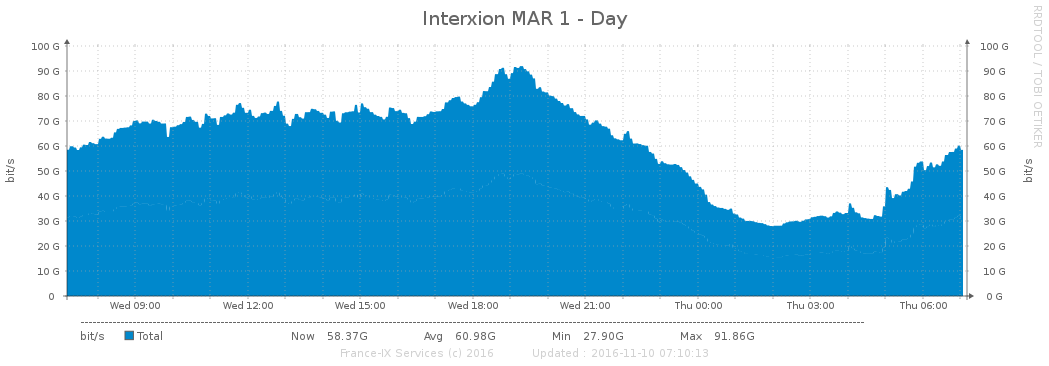 Interxion MAR 1 - Day
RRDTOOL / TOBI OETIKER
bit/s
100 G 100 G
90 G 90 G
80 G 80 G
70 G 70 G
60 G 60 G
50 G 50 G
40 G 40 G
30 G 30 G
20 G 20 G
10 G 10 G
0 0 G
bit/s
Wed 09:00 Wed 12:00 Wed 15:00 Wed 18:00 Wed 21:00 Thu 00:00 Thu 03:00 Thu 06:00
bit/s Total Now 58.37G Avg 60.98G Min 27.90G Max 91.86G
France-IX Services (c) 2016 Updated : 2016-11-10 07:10:13